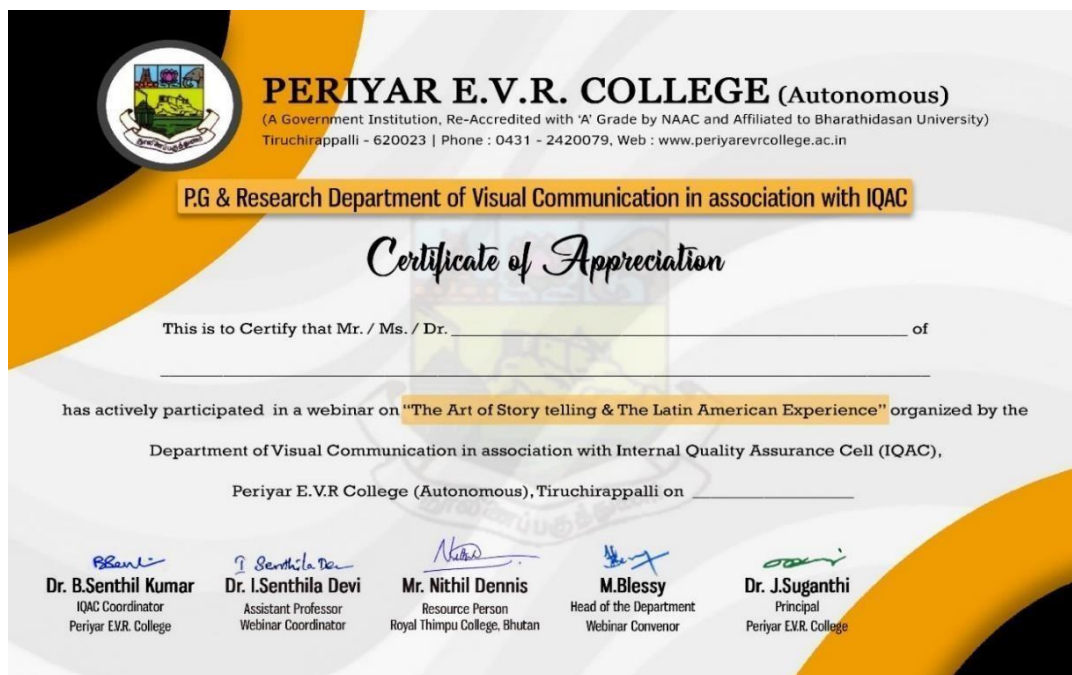 PERIYAR E.V.R. COLLEGE (Autonomous)
(A Government Institution, Re-Accredited with 'A' Grade by NAAC and Affiliated to Bharathidasan University)
Tiruchirappalli - 620023 | Phone : 0431 - 2420079, Web : www.periyarevrcollege.ac.in
P.G & Research Department of Visual Communication in association with IQAC
Certificate of Appreciation
This is to Certify that Mr. / Ms. / Dr. of
has actively participated in a webinar on "The Art of Story telling & The Latin American Experience" organized by the
Department of Visual Communication in association with Internal Quality Assurance Cell (IQAC),
Periyar E.V.R College (Autonomous), Tiruchirappalli on
I Senthila Devi
Dr. B.Senthil Kumar
IQAC Coordinator
Periyar E.V.R. College
Dr. I.Senthila Devi
Assistant Professor
Webinar Coordinator
Mr. Nithil Dennis
Resource Person
Royal Thimpu College, Bhutan
M.Blessy
Head of the Department
Webinar Convenor
Dr. J.Suganthi
Principal
Periyar E.V.R. College